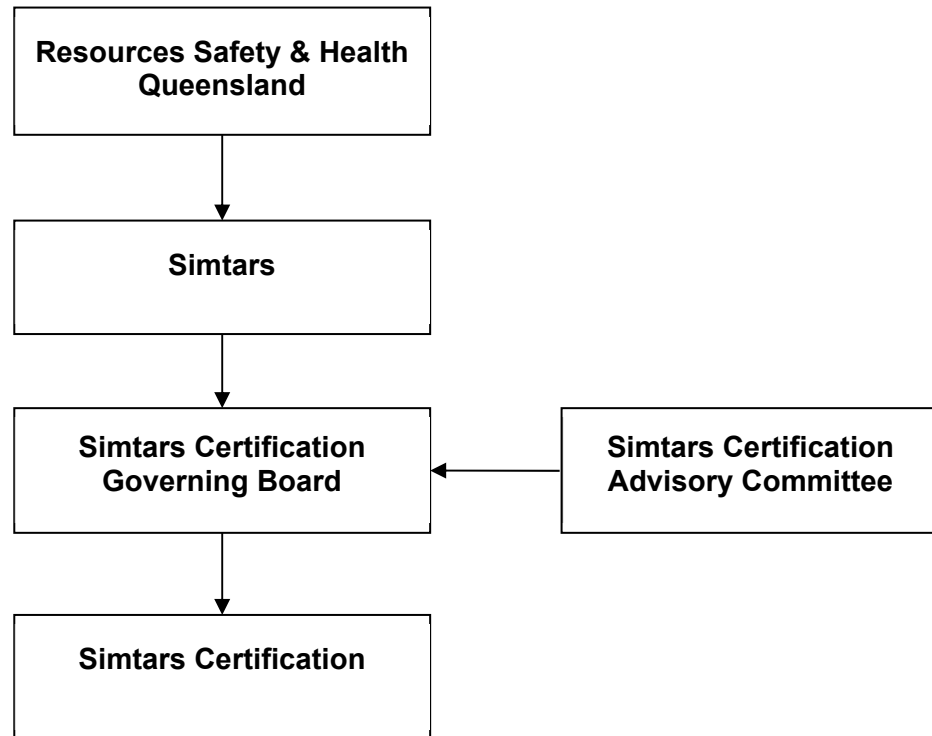 Resources Safety & Health
Queensland
Simtars
Simtars Certification
Governing Board
Simtars Certification
Advisory Committee
Simtars Certification